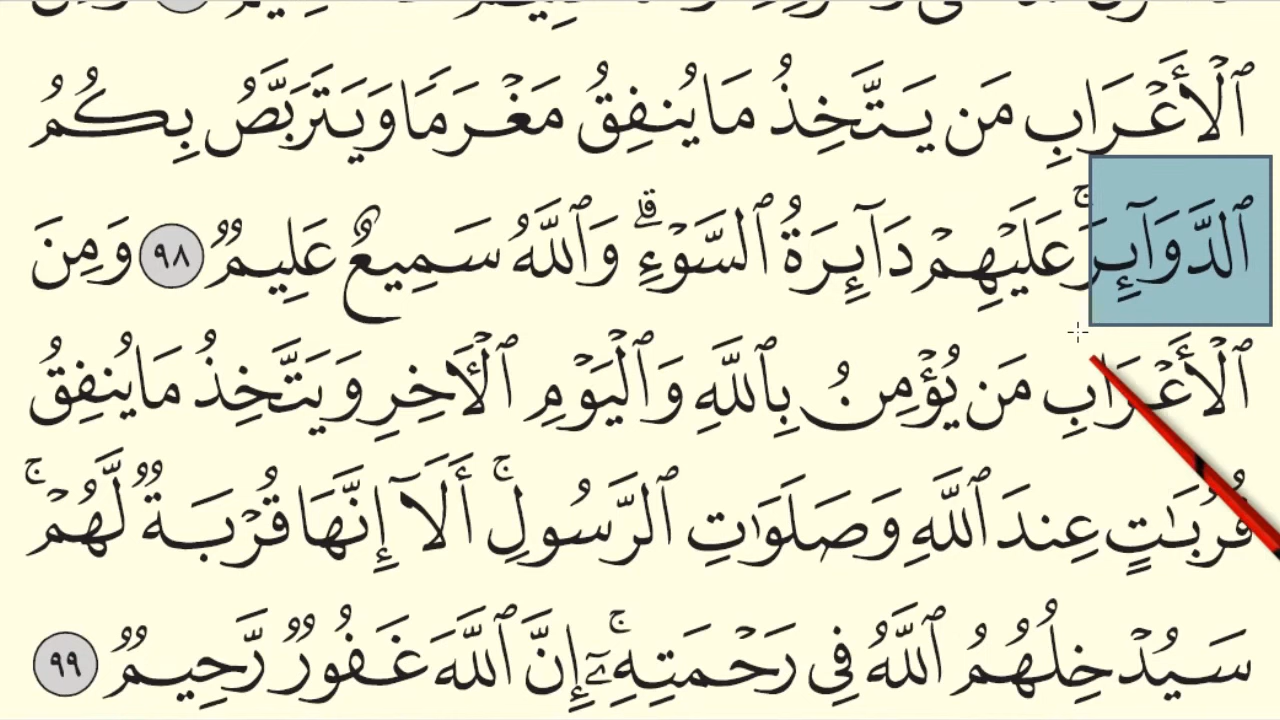 ٱلۡأَعۡرَابِ مَن يَتَّخِذُ مَا يُنفِقُ مَغۡرَمًا وَيَتَرَبَّصُ بِكُمُ
ٱلدَّوَآئِرَۚ عَلَيۡهِمۡ دَآئِرَةُ ٱلسَّوۡءِۗ وَٱللَّهُ سَمِيعٌ عَلِيمٞ ٩٨ وَمِنَ
ٱلۡأَعۡرَابِ مَن يُؤۡمِنُ بِٱللَّهِ وَٱلۡيَوۡمِ ٱلۡأٓخِرِ وَيَتَّخِذُ مَا يُنفِقُ
قُرُبَٰتٍ عِندَ ٱللَّهِ وَصَلَوَٰتِ ٱلرَّسُولِۚ أَلَآ إِنَّهَا قُرۡبَةٞ لَّهُمۡۚ
سَيُدۡخِلُهُمُ ٱللَّهُ فِي رَحۡمَتِهِۦٓۚ إِنَّ ٱللَّهَ غَفُورٞ رَّحِيمٞ ٩٩